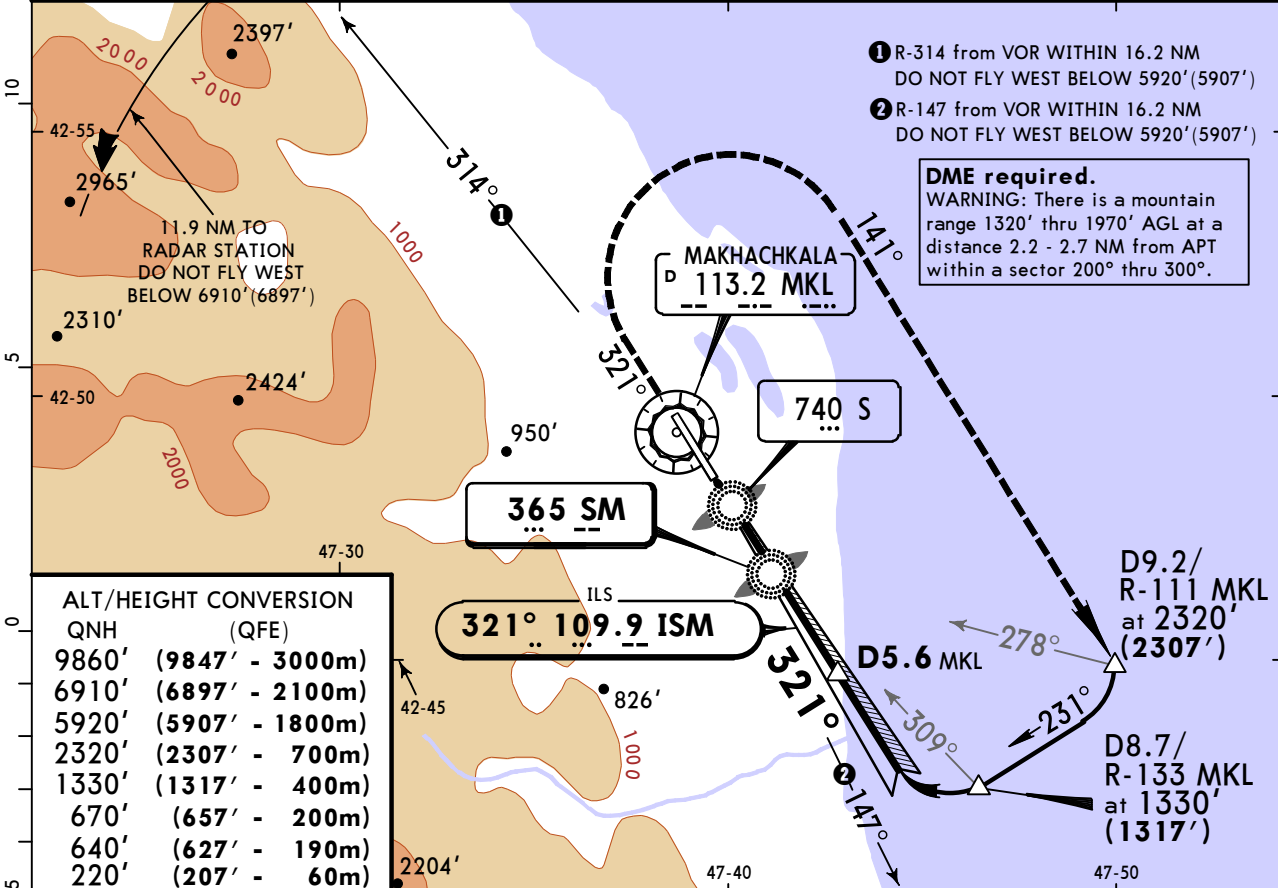 2397'
2000
2000
10
42-55
2965'
11.9 NM TO
RADAR STATION
DO NOT FLY WEST
BELOW 6910'(6897')
1000
314° 1
1 R-314 from VOR WITHIN 16.2 NM
DO NOT FLY WEST BELOW 5920'(5907')
2 R-147 from VOR WITHIN 16.2 NM
DO NOT FLY WEST BELOW 5920'(5907')
DME required.
WARNING: There is a mountain
range 1320' thru 1970' AGL at a
distance 2.2 - 2.7 NM from APT
within a sector 200° thru 300°.
141°
MAKHACHKALA
D 113.2 MKL
2310'
5
42-50
2424'
2000
321°
950'
740 S
365 SM
47-30
ILS
321° 109.9 ISM
321°
D5.6 MKL
278°
D9.2/
R-111 MKL
at 2320'
(2307')
231°
309°
D8.7/
R-133 MKL
at 1330'
(1317')
2
147°
826'
1000
42-45
0
ALT/HEIGHT CONVERSION
QNH (QFE)
9860' (9847' - 3000m)
6910' (6897' - 2100m)
5920' (5907' - 1800m)
2320' (2307' - 700m)
1330' (1317' - 400m)
670' (657' - 200m)
640' (627' - 190m)
220' (207' - 60m)
2204'
47-40
47-50
5